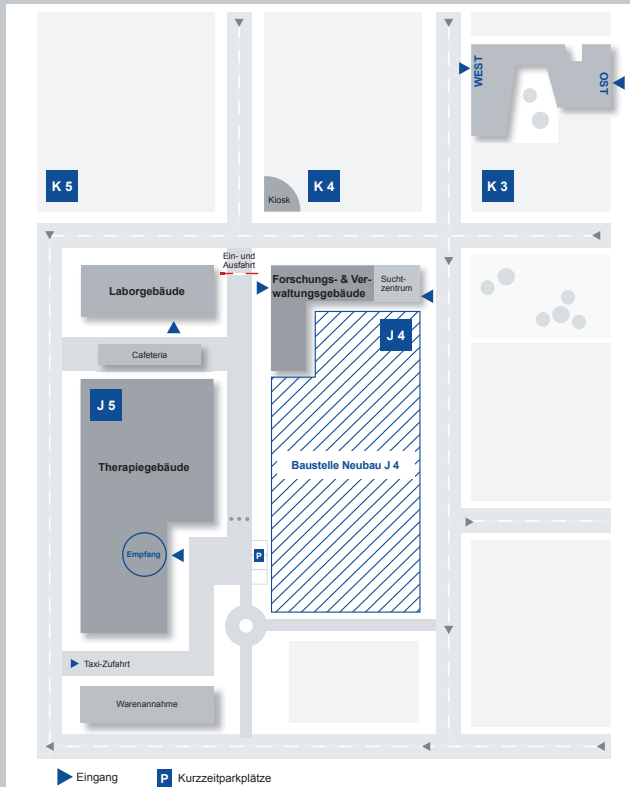 WEST
OST
K 5
K 4
K 3
Kiosk
Ein- und
Ausfahrt
Laborgebäude
Forschungs- & Ver-
waltungsgebäude
Sucht-
zentrum
J 4
Cafeteria
J 5
Therapiegebäude
Baustelle Neubau J 4
Empfang
P
Taxi-Zufahrt
Warenannahme
Eingang
P Kurzzeitparkplätze